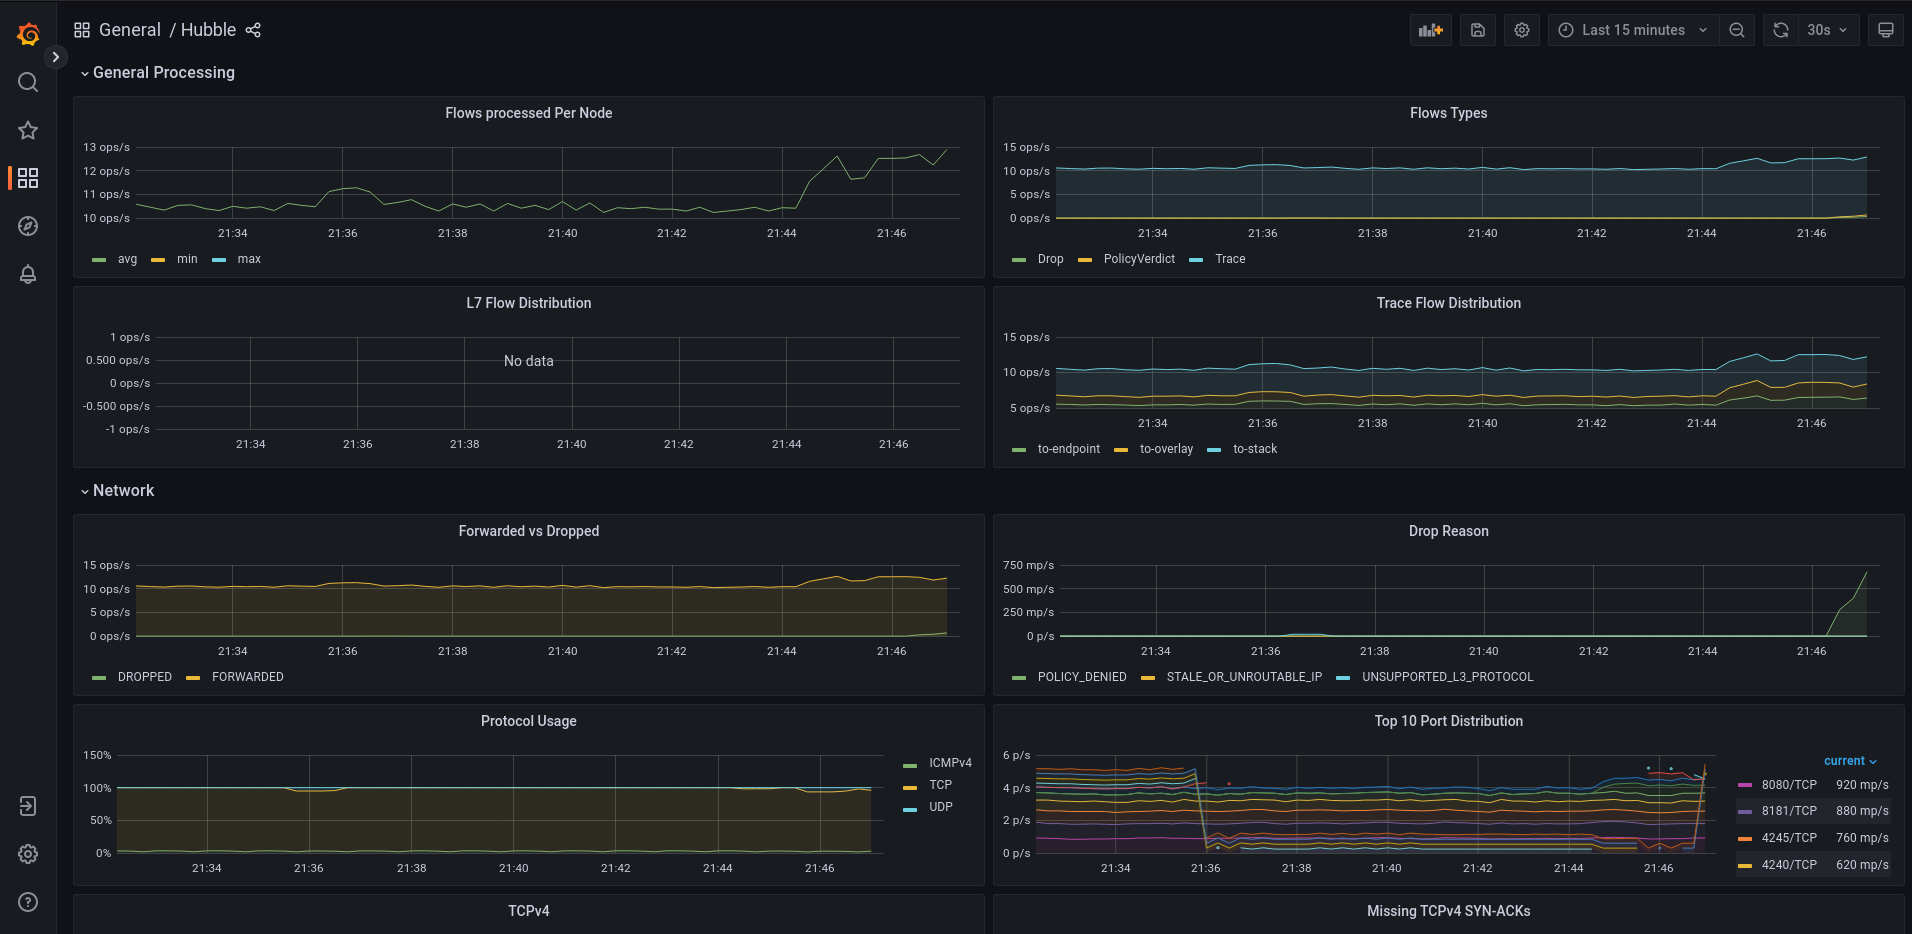 General / Hubble
Last 15 minutes
30s
General Processing
Flows processed Per Node
13 ops/s
12 ops/s
11 ops/s
10 ops/s
21:34 21:36 21:38 21:40 21:42 21:44 21:46
avg min max
Flows Types
15 ops/s
10 ops/s
5 ops/s
0 ops/s
21:34 21:36 21:38 21:40 21:42 21:44 21:46
Drop PolicyVerdict Trace
L7 Flow Distribution
1 ops/s
0.500 ops/s
0 ops/s
-0.500 ops/s
-1 ops/s
No data
21:34 21:36 21:38 21:40 21:42 21:44 21:46
Trace Flow Distribution
15 ops/s
10 ops/s
5 ops/s
21:34 21:36 21:38 21:40 21:42 21:44 21:46
to-endpoint to-overlay to-stack
Network
Forwarded vs Dropped
15 ops/s
10 ops/s
5 ops/s
0 ops/s
21:34 21:36 21:38 21:40 21:42 21:44 21:46
DROPPED FORWARDED
Drop Reason
750 mp/s
500 mp/s
250 mp/s
0 p/s
21:34 21:36 21:38 21:40 21:42 21:44 21:46
POLICY_DENIED STALE_OR_UNROUTABLE_IP UNSUPPORTED_L3_PROTOCOL
Protocol Usage
150%
100%
50%
0%
21:34 21:36 21:38 21:40 21:42 21:44 21:46
ICMPv4
TCP
UDP
Top 10 Port Distribution
6 p/s
4 p/s
2 p/s
0 p/s
21:34 21:36 21:38 21:40 21:42 21:44 21:46
current
8080/TCP 920 mp/s
8181/TCP 880 mp/s
4245/TCP 760 mp/s
4240/TCP 620 mp/s
TCPv4
Missing TCPv4 SYN-ACKs